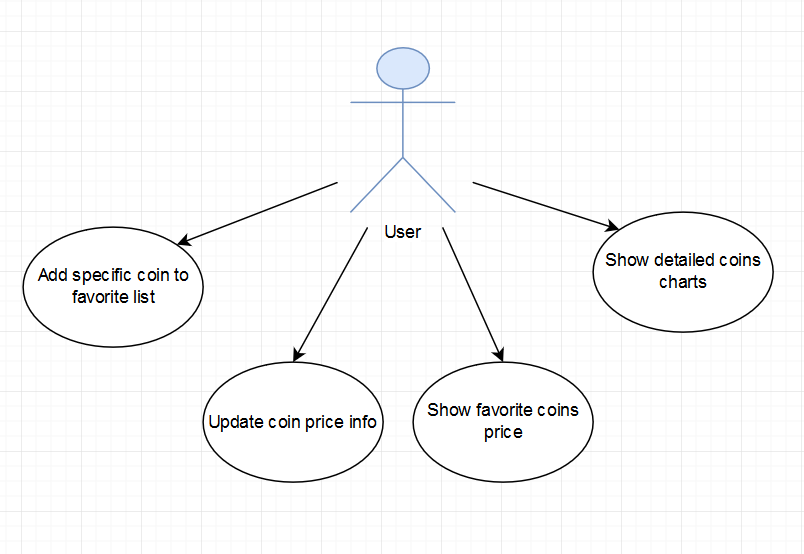 User
Add specific coin to
favorite list
Update coin price info
Show favorite coins
price
Show detailed coins
charts